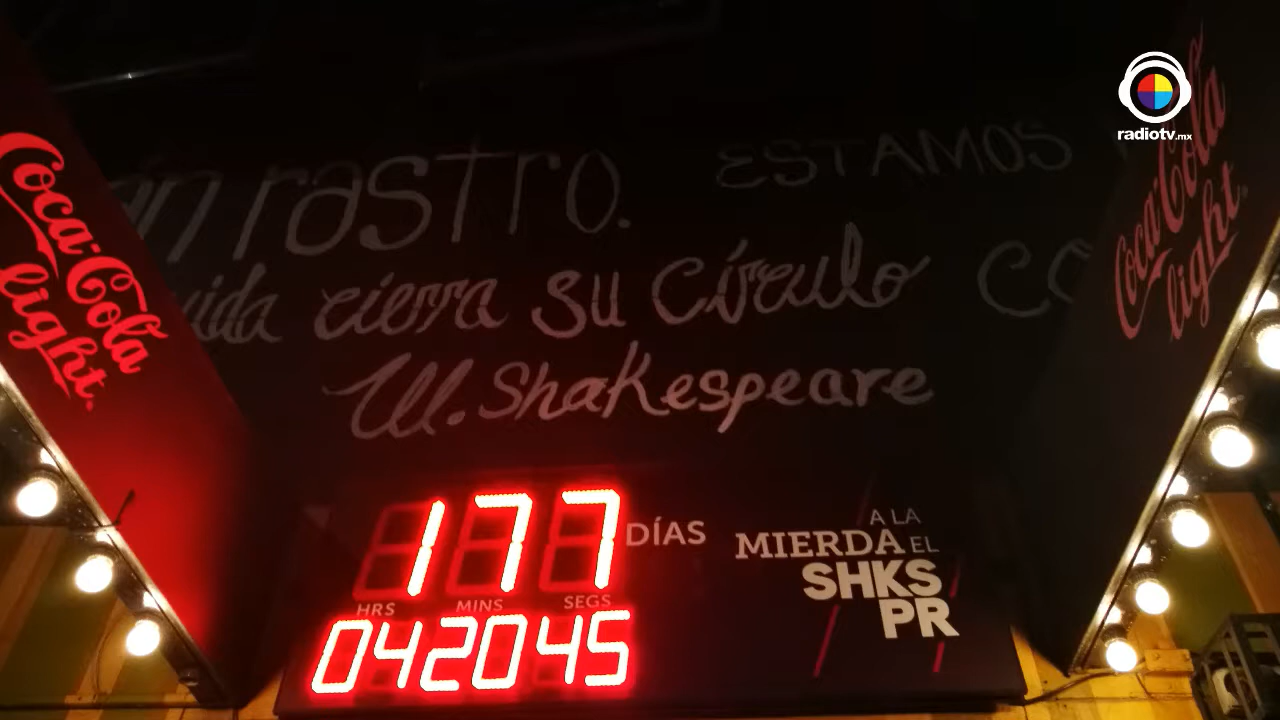 radiotv.mx
Coca-Cola
light
rastro. ESTAMOS
cierra su círculo
W. Shakespeare
Coca-Cola
light
177 DÍAS
HRS MINS SEGS
042045
A LA
MIERDA EL
SHKS
PR